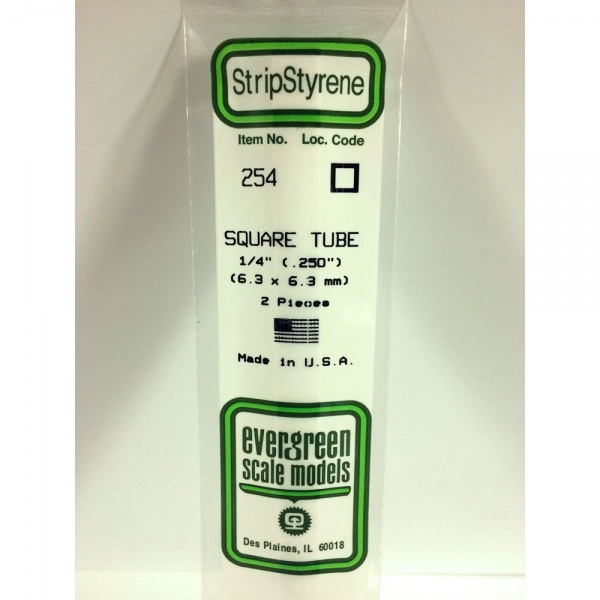 StripStyrene
Item No. Loc. Code
254
SQUARE TUBE
1/4" (.250")
(6.3 x 6.3 mm)
2 Pieces
Made in U.S.A.
evergreen
scale models
Des Plaines, IL 60018